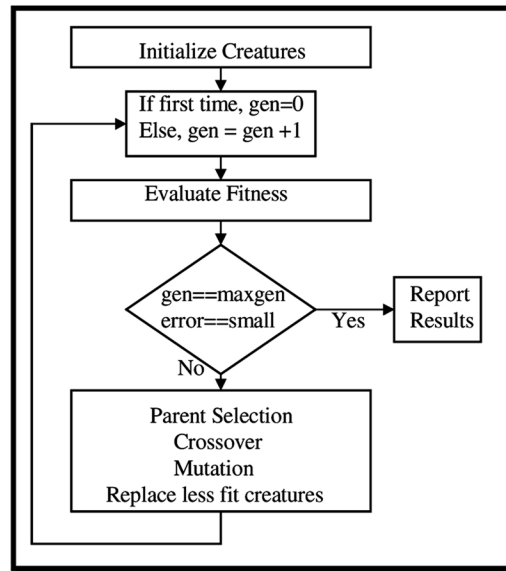 Initialize Creatures
If first time, gen=0
Else, gen = gen +1
Evaluate Fitness
gen==maxgen
error==small
Yes
Report
Results
No
Parent Selection
Crossover
Mutation
Replace less fit creatures